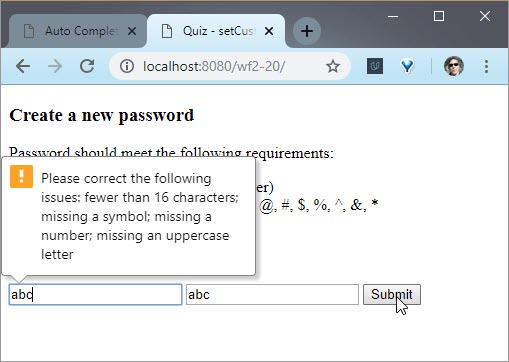 Auto Complet
Quiz - setCust
localhost:8080/wf2-20/
Create a new password
Password should meet the following requirements:
er)
@, #, $, %, ^, &, *
Please correct the following
issues: fewer than 16 characters;
missing a symbol; missing a
number; missing an uppercase
letter
abc
abc
Submit